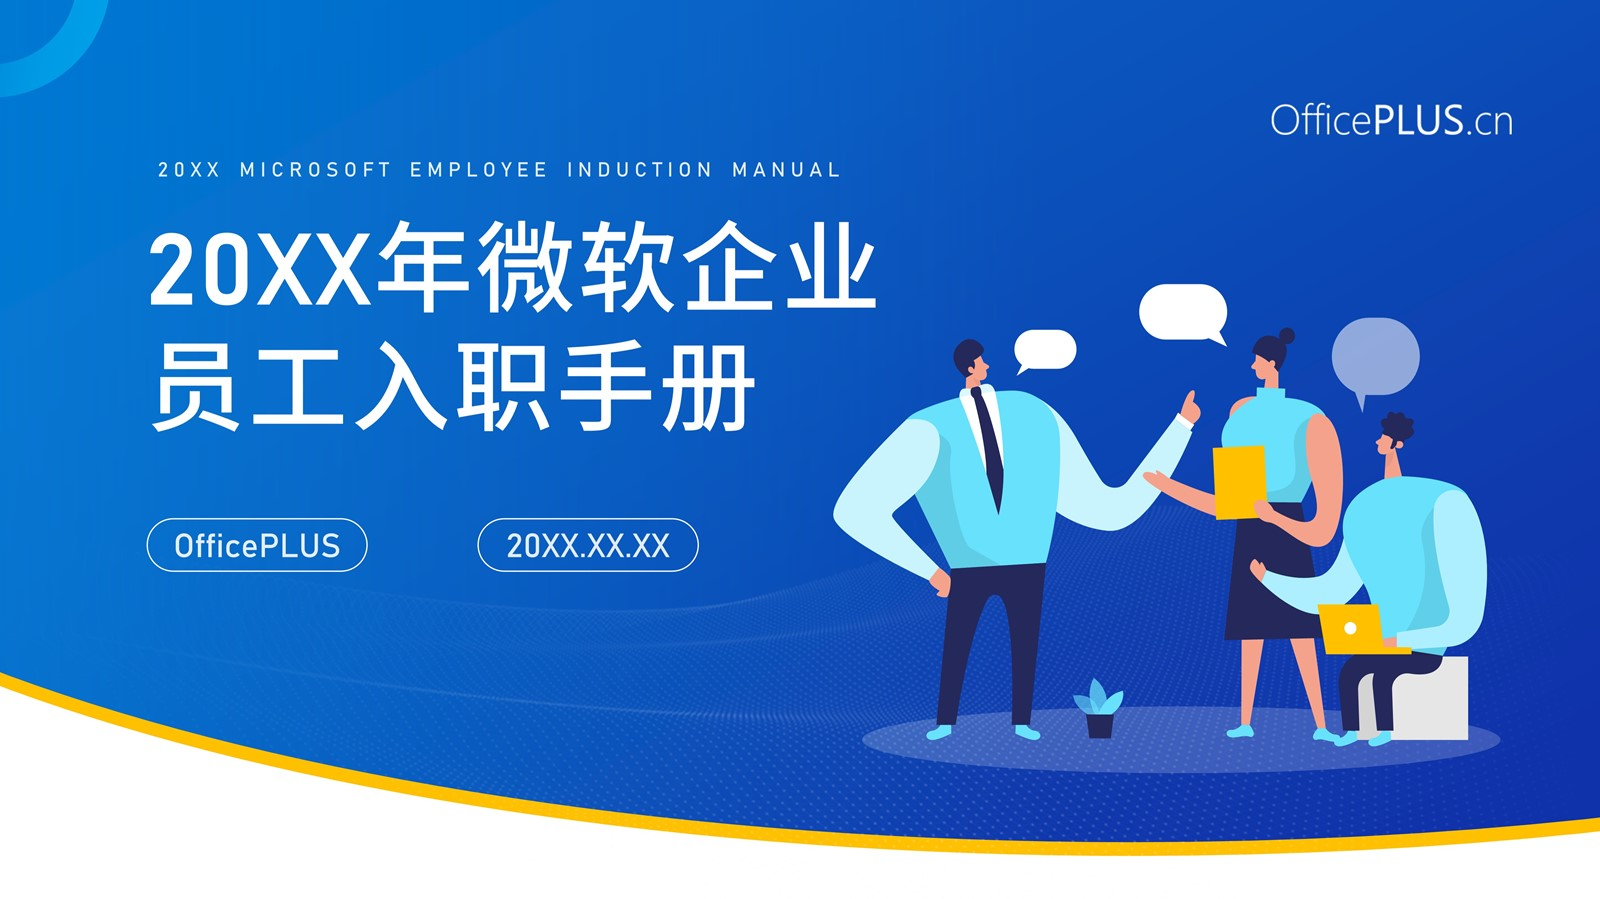 OfficePLUS.cn
20XX MICROSOFT EMPLOYEE INDUCTION MANUAL
20XX年微软企业
员工入职手册
OfficePLUS
20XX.XX.XX